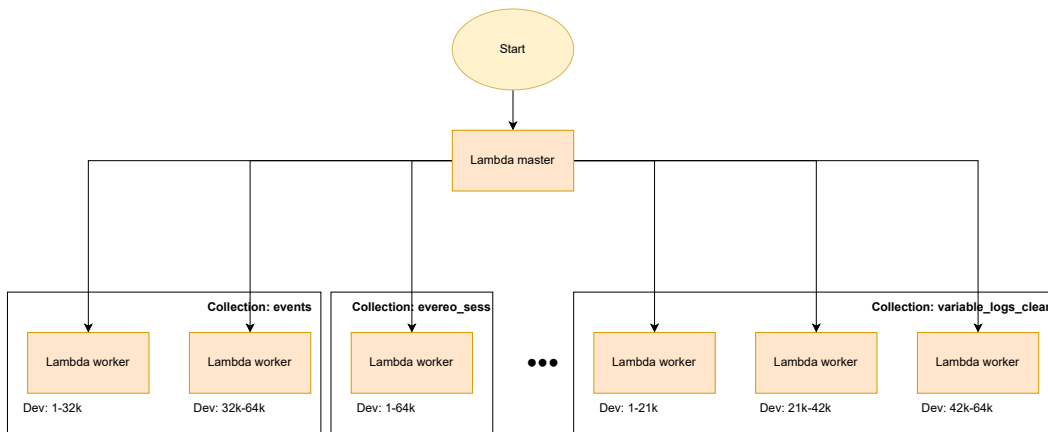 Start
Lambda master
Collection: events
Collection: evereo_sess
Collection: variable_logs_clean
Lambda worker
Lambda worker
Lambda worker
Lambda worker
Lambda worker
Lambda worker
Dev: 1-32k
Dev: 32k-64k
Dev: 1-64k
Dev: 1-21k
Dev: 21k-42k
Dev: 42k-64k